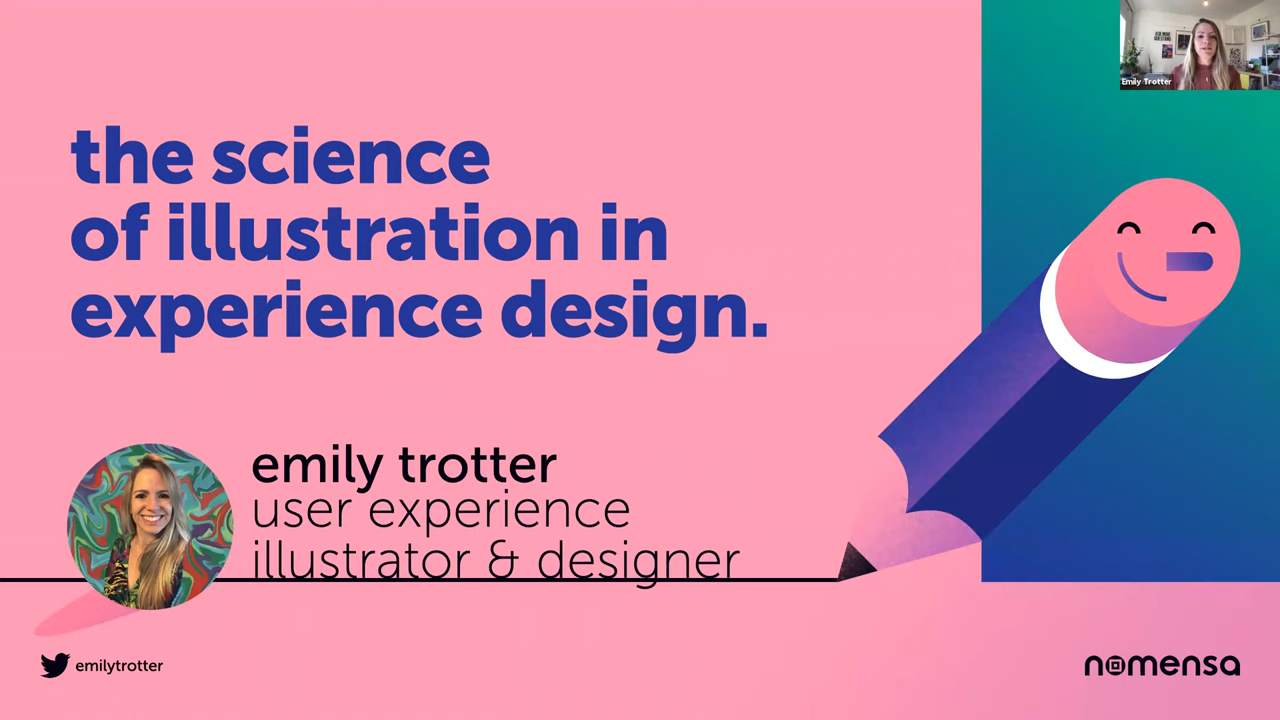 the science
of illustration in
experience design.
emily trotter
user experience
illustrator & designer
emilytrotter
nomensa
Emily Trotter